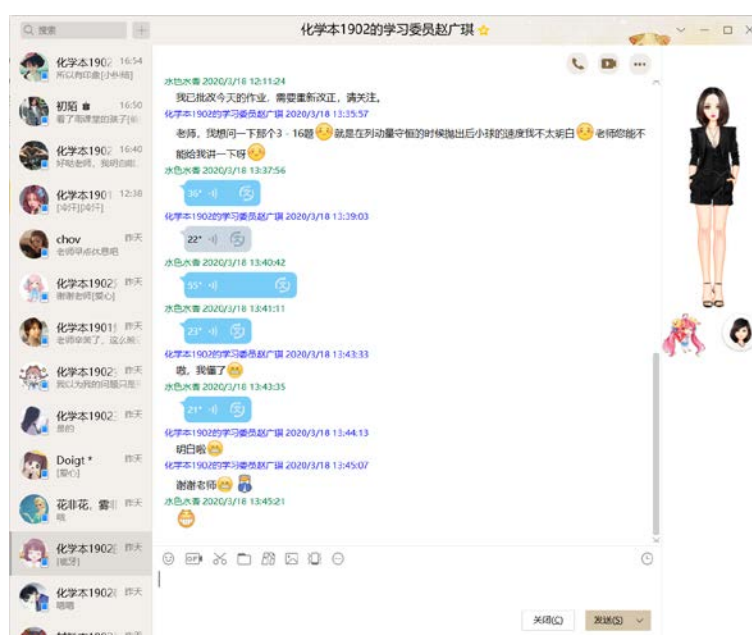 搜索
化学本1902的学习委员赵广琪
化学本1902 16:54
所以有印象[小纠结]
初陌 16:50
看了南课堂的孩子
化学本1902 16:40
好哒老师，我明白啦
化学本190 12:38
[冷汗][冷汗]
chov 昨天
老师早点休息吧
化学本1902 昨天
谢谢老师[爱心]
化学本1901 昨天
老师辛苦了，这么晚
化学本1902 昨天
我以为我的问题只是
化学本1902 昨天
是的
Doigt * 昨天
[爱心]
花非花，雾 昨天
哦
化学本1902 昨天
[呲牙]
化学本1902 昨天
嗯嗯
水色水香 2020/3/18 12:11:24
我已批改今天的作业，需要重新改正，请关注。
化学本1902的学习委员赵广琪 2020/3/18 13:35:57
老师，我想问一下那个3-16题就是在列动量守恒的时候抛出后小球的速度我不太明白老师您能不
能给我讲一下呀
水色水香 2020/3/18 13:37:56
36"
化学本1902的学习委员赵广琪 2020/3/18 13:39:03
22"
水色水香 2020/3/18 13:40:42
55"
水色水香 2020/3/18 13:41:11
23"
化学本1902的学习委员赵广琪 2020/3/18 13:43:33
嗷，我懂了
水色水香 2020/3/18 13:43:35
21"
化学本1902的学习委员赵广琪 2020/3/18 13:44:13
明白啦
化学本1902的学习委员赵广琪 2020/3/18 13:45:07
谢谢老师
水色水香 2020/3/18 13:45:21
关闭(C)
发送(S)